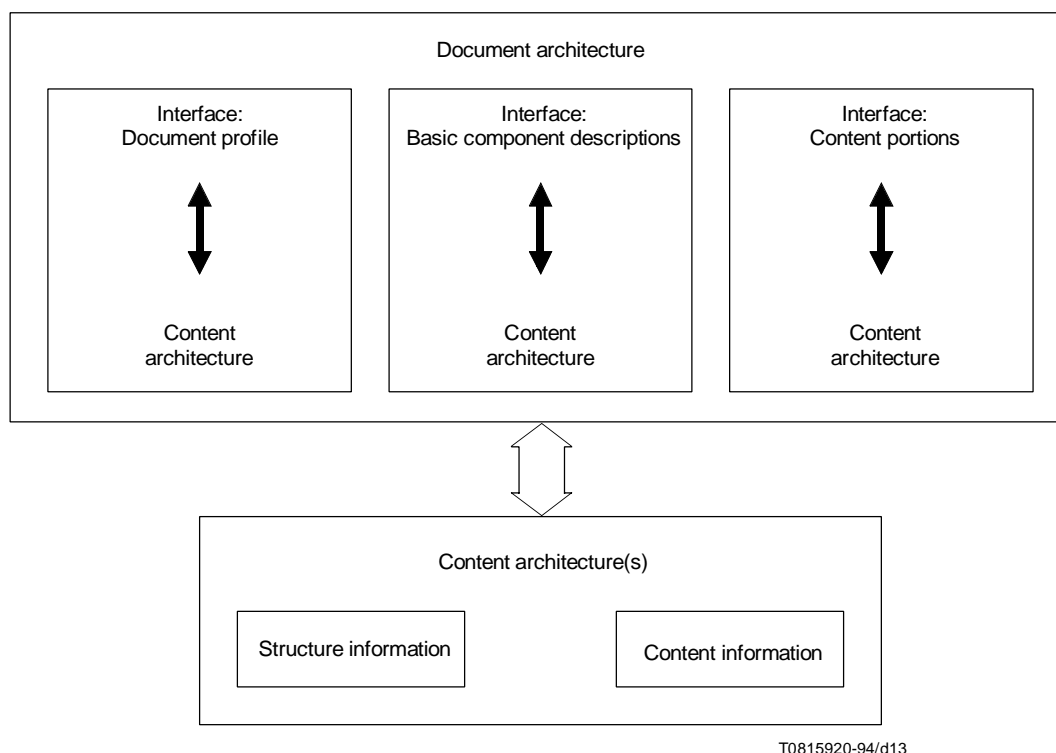 Document architecture
Interface:
Document profile
Content
architecture
Interface:
Basic component descriptions
Content
architecture
Interface:
Content portions
Content
architecture
Content architecture(s)
Structure information
Content information
T0815920-94/d13